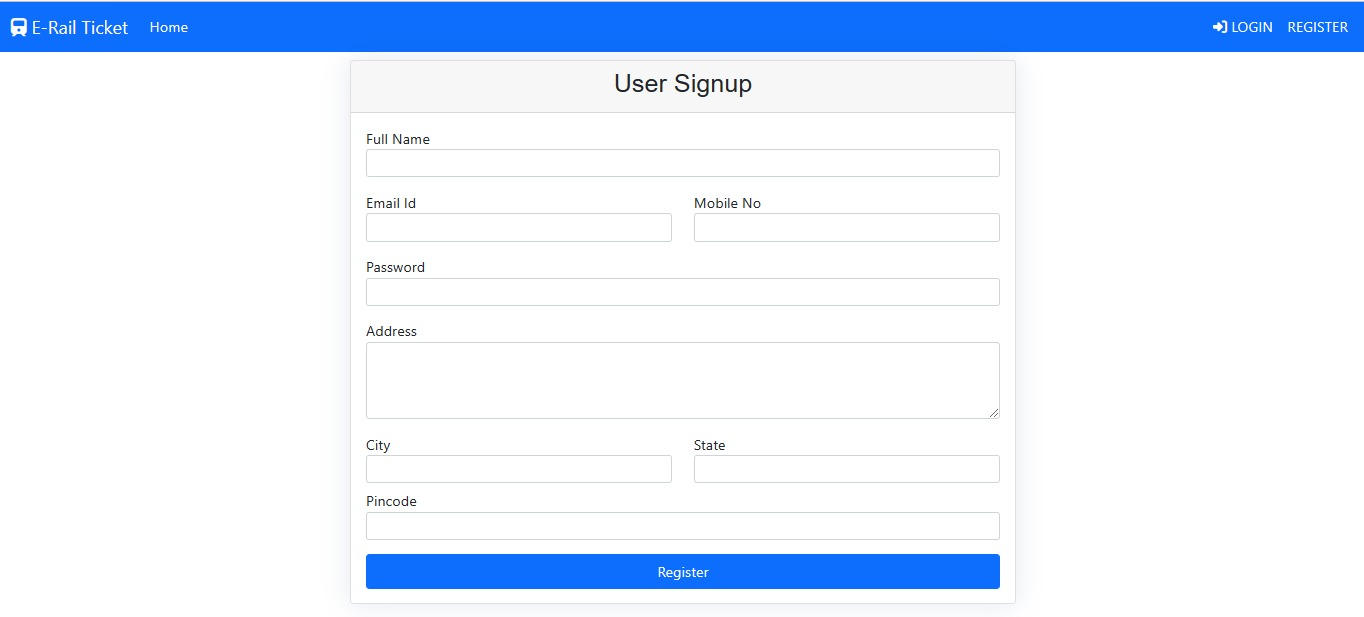 E-Rail Ticket Home LOGIN REGISTER
User Signup
Full Name
Email Id Mobile No
Password
Address
City State
Pincode
Register